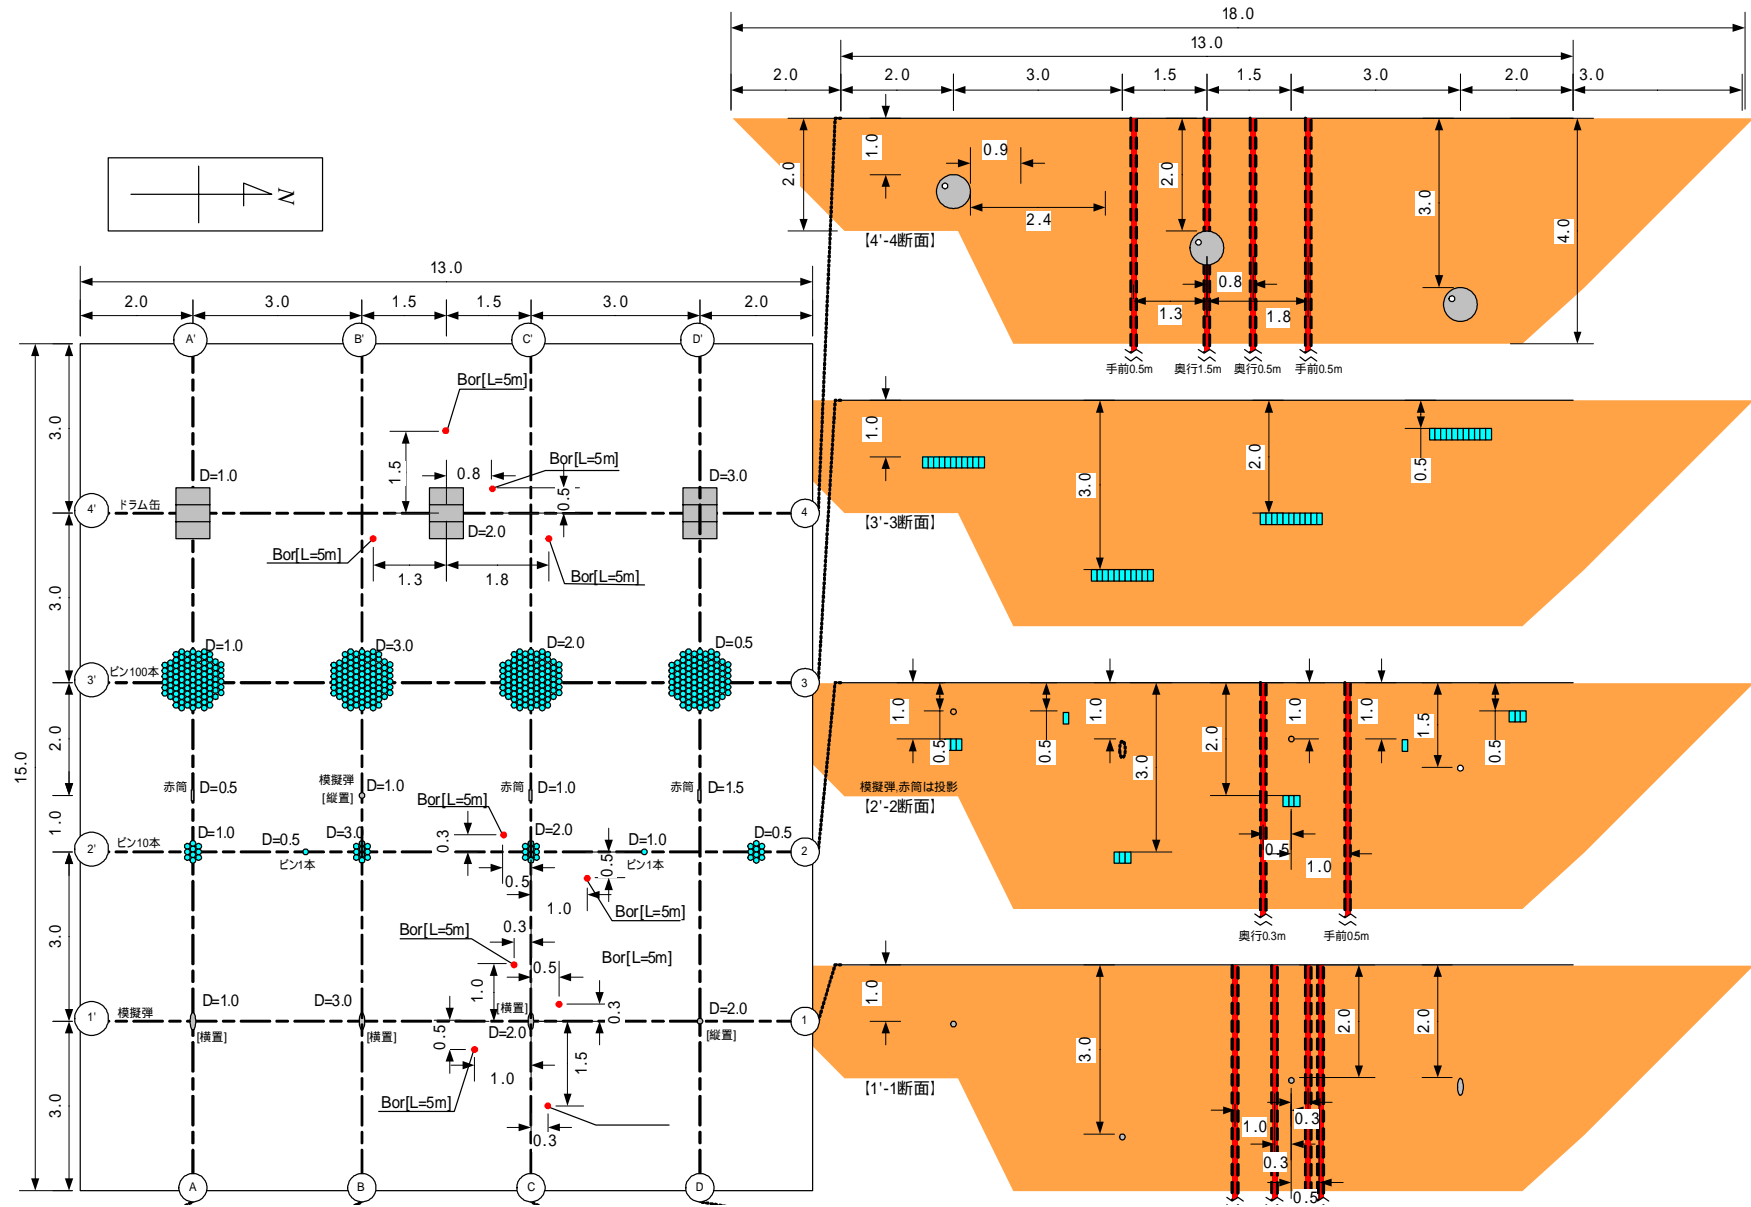 N
13.0
2.0
3.0
1.5
1.5
3.0
2.0
A'
B'
C'
D'
15.0
3.0
3.0
2.0
1.0
3.0
3.0
Bor[L=5m]
1.5
0.8
Bor[L=5m]
0.5
D=1.0
D=3.0
4'
ドラム缶
D=2.0
4
Bor[L=5m]
1.3
1.8
Bor[L=5m]
D=1.0
D=3.0
D=2.0
D=0.5
3'
ビン100本
3
赤筒
D=0.5
模擬弾
[縦置]
D=1.0
赤筒
D=1.0
赤筒
D=1.5
Bor[L=5m]
0.3
2'
ビン10本
D=1.0
D=0.5
ビン1本
D=3.0
D=2.0
D=1.0
ビン1本
D=0.5
2
0.5
0.5
1.0
Bor[L=5m]
0.3
Bor[L=5m]
0.5
Bor[L=5m]
1.0
0.3
1'
模擬弾
D=1.0
[横置]
D=3.0
[横置]
[横置]
D=2.0
D=2.0
[縦置]
1
0.5
1.0
1.5
Bor[L=5m]
0.3
A
B
C
D
18.0
13.0
2.0
2.0
3.0
1.5
1.5
3.0
2.0
3.0
2.0
1.0
0.9
2.4
2.0
3.0
4.0
【4'-4断面】
0.8
1.3
1.8
手前0.5m
奥行1.5m
奥行0.5m
手前0.5m
1.0
3.0
2.0
0.5
【3'-3断面】
1.0
0.5
0.5
1.0
3.0
2.0
1.0
1.0
1.5
0.5
模擬弾,赤筒は投影
【2'-2断面】
0.5
1.0
奥行0.3m
手前0.5m
1.0
3.0
2.0
2.0
【1'-1断面】
0.3
1.0
0.3
0.5